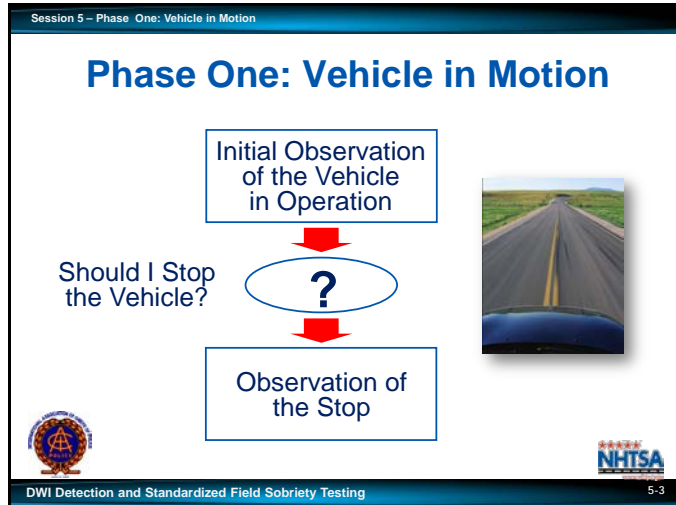 Session 5 – Phase One: Vehicle in Motion
Phase One: Vehicle in Motion
Initial Observation
of the Vehicle
in Operation
Should I Stop
the Vehicle?
?
Observation of
the Stop
NHTSA
DWI Detection and Standardized Field Sobriety Testing
5-3